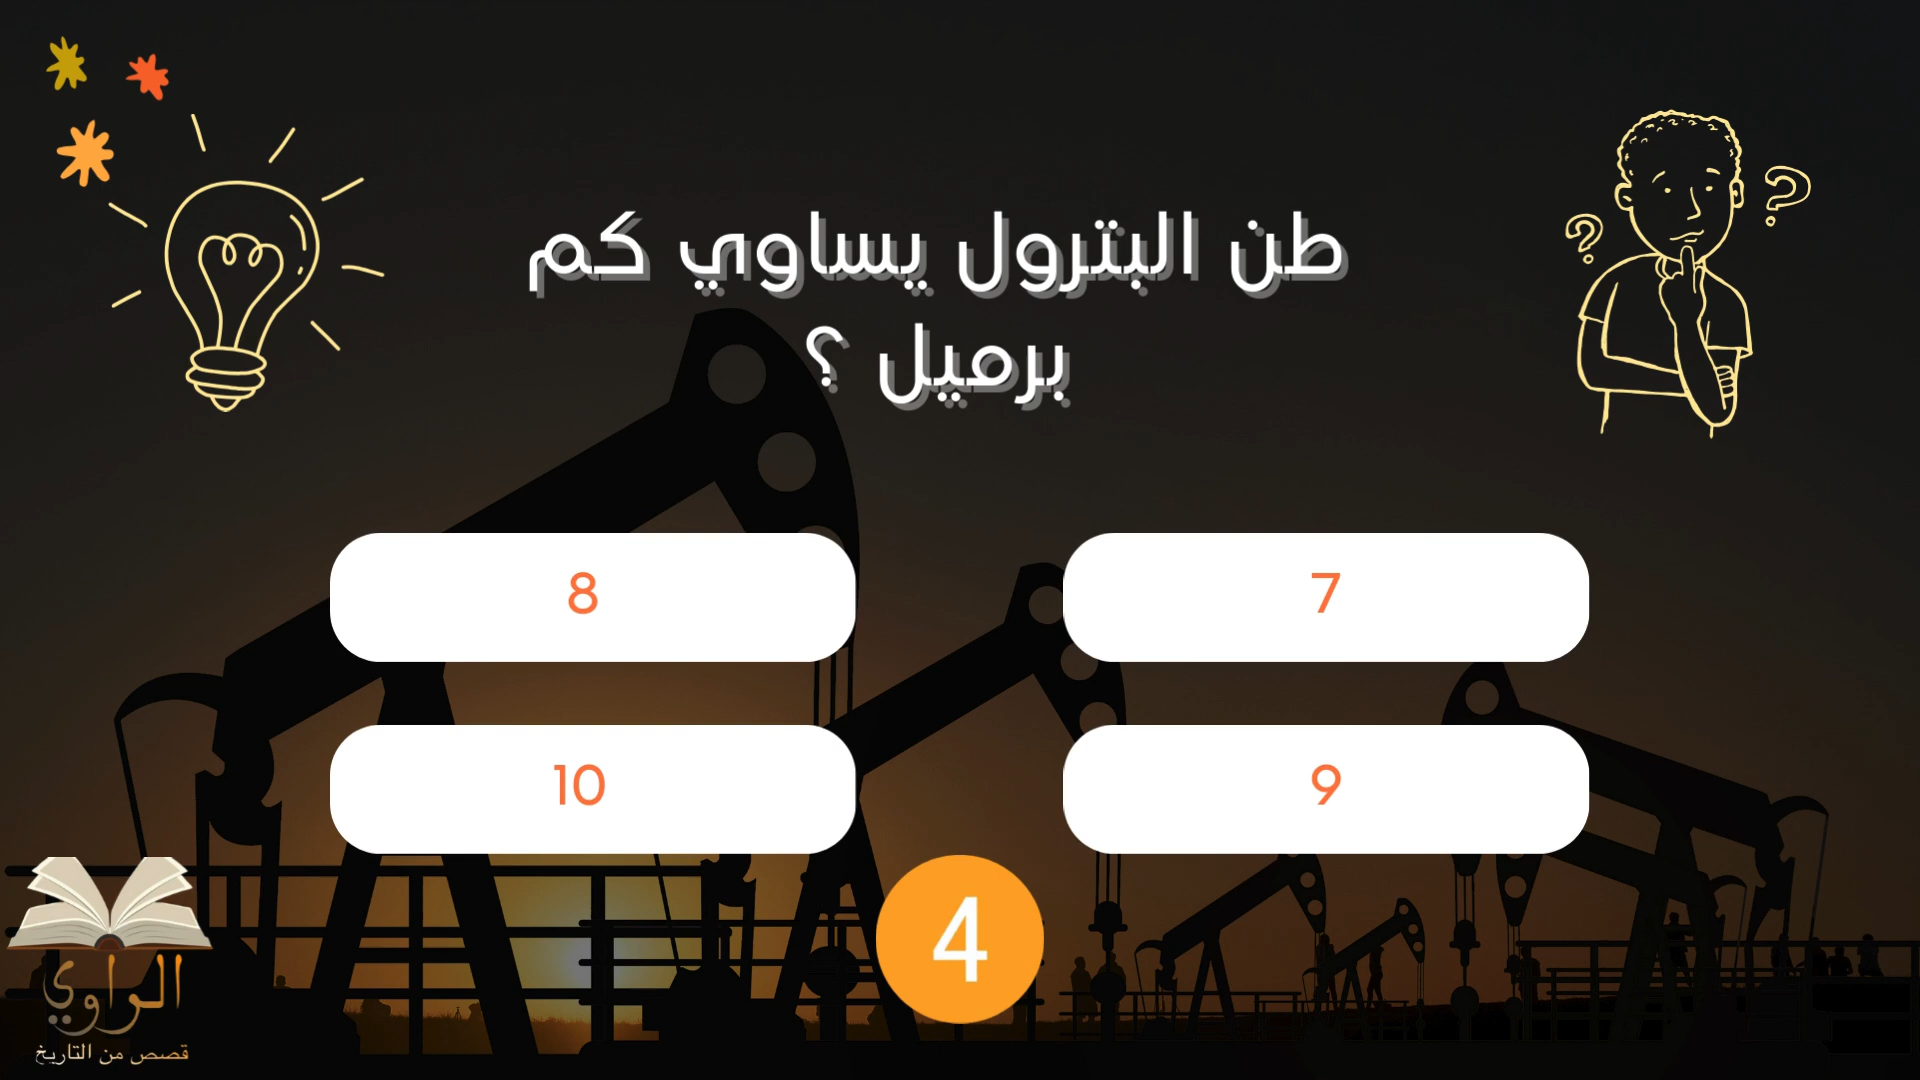 طن البترول يساوي كم
برميل ؟
7
8
9
10
4
الراوي
قصص من التاريخ